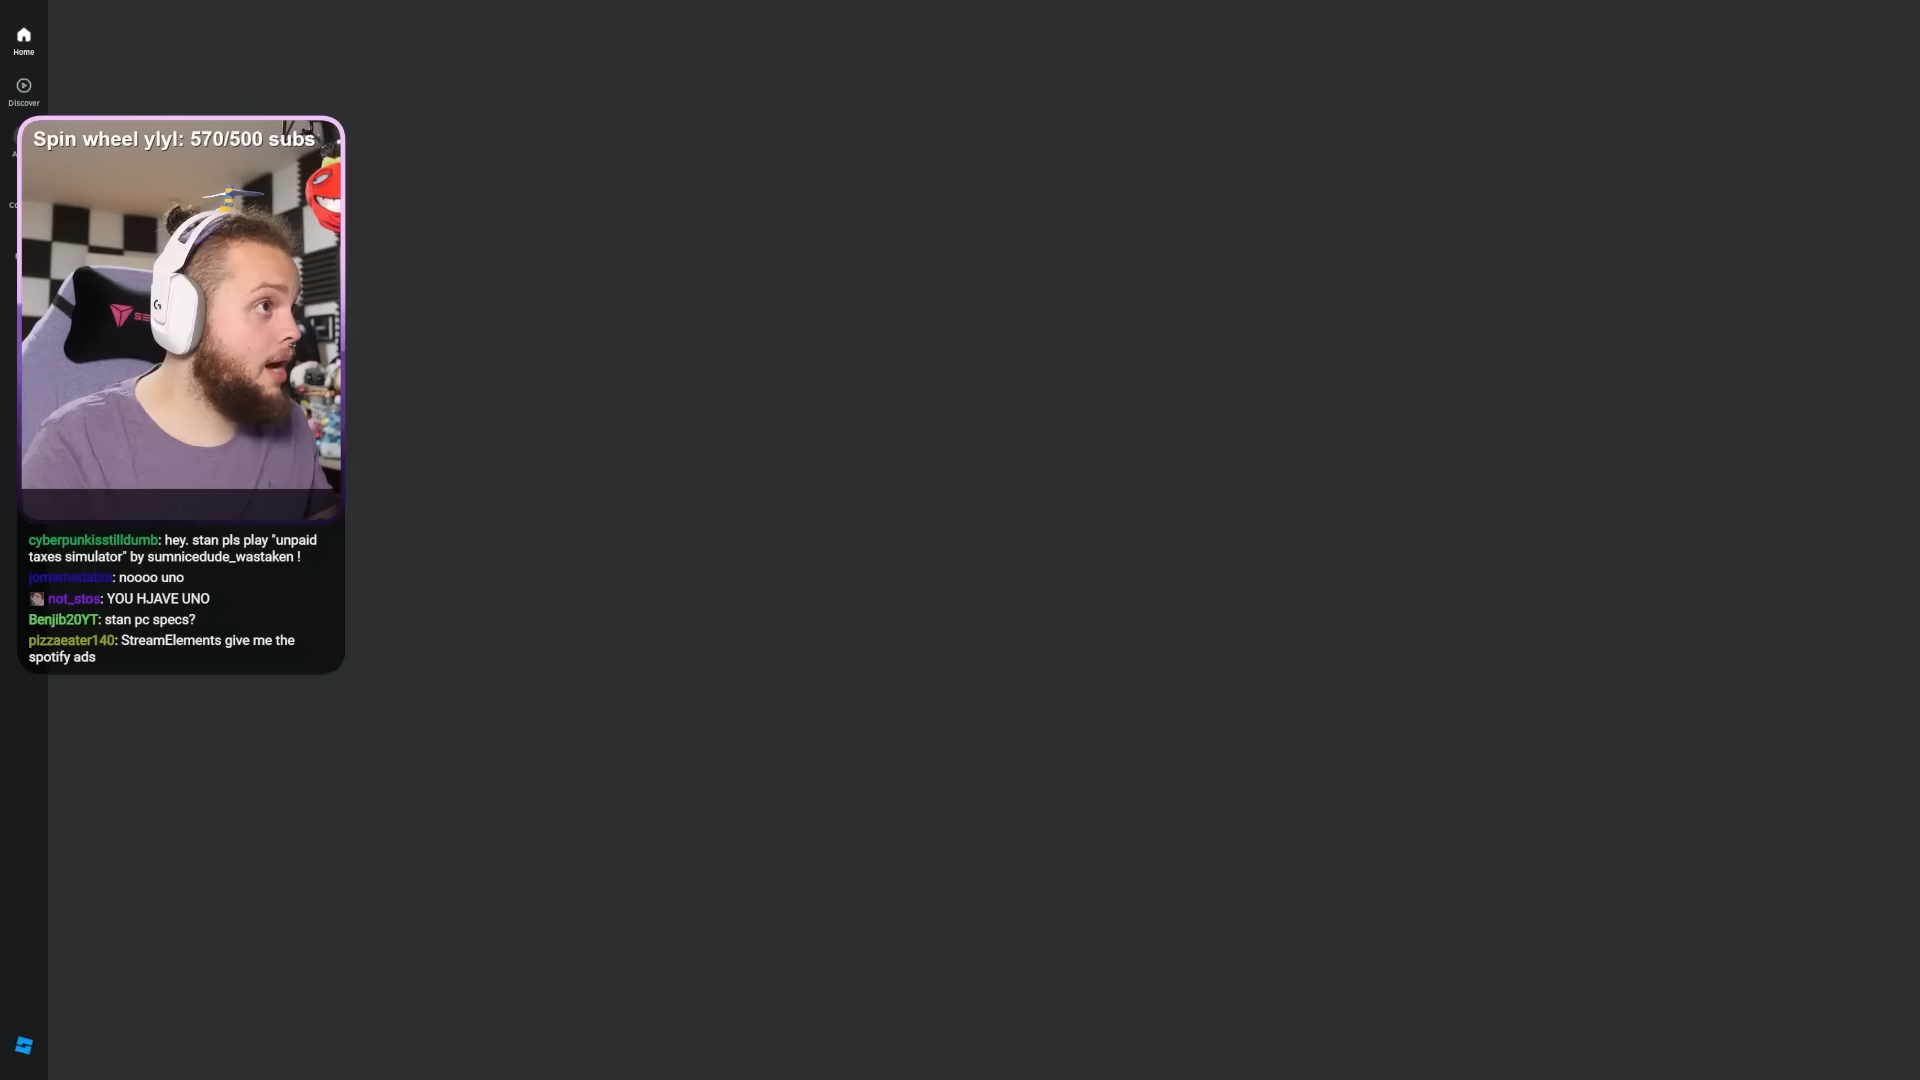 Home
Discover
Spin wheel ylyl: 570/500 subs
cyberpunkisstilldumb: hey. stan pls play "unpaid
taxes simulator" by sumnicedude_wastaken !
: noooo uno
not_stos: YOU HJAVE UNO
Benjib20YT: stan pc specs?
pizzaeater140: StreamElements give me the
spotify ads